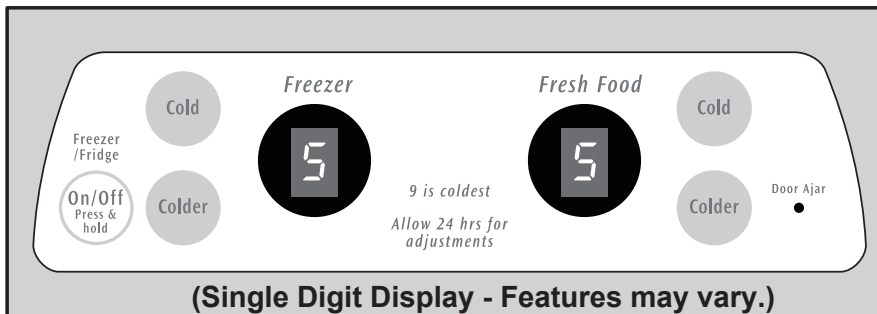 Freezer
/Fridge
On/Off
Press &
hold
Cold
Colder
Freezer
5
9 is coldest
Allow 24 hrs for
adjustments
Fresh Food
5
Cold
Colder
Door Ajar
(Single Digit Display - Features may vary.)